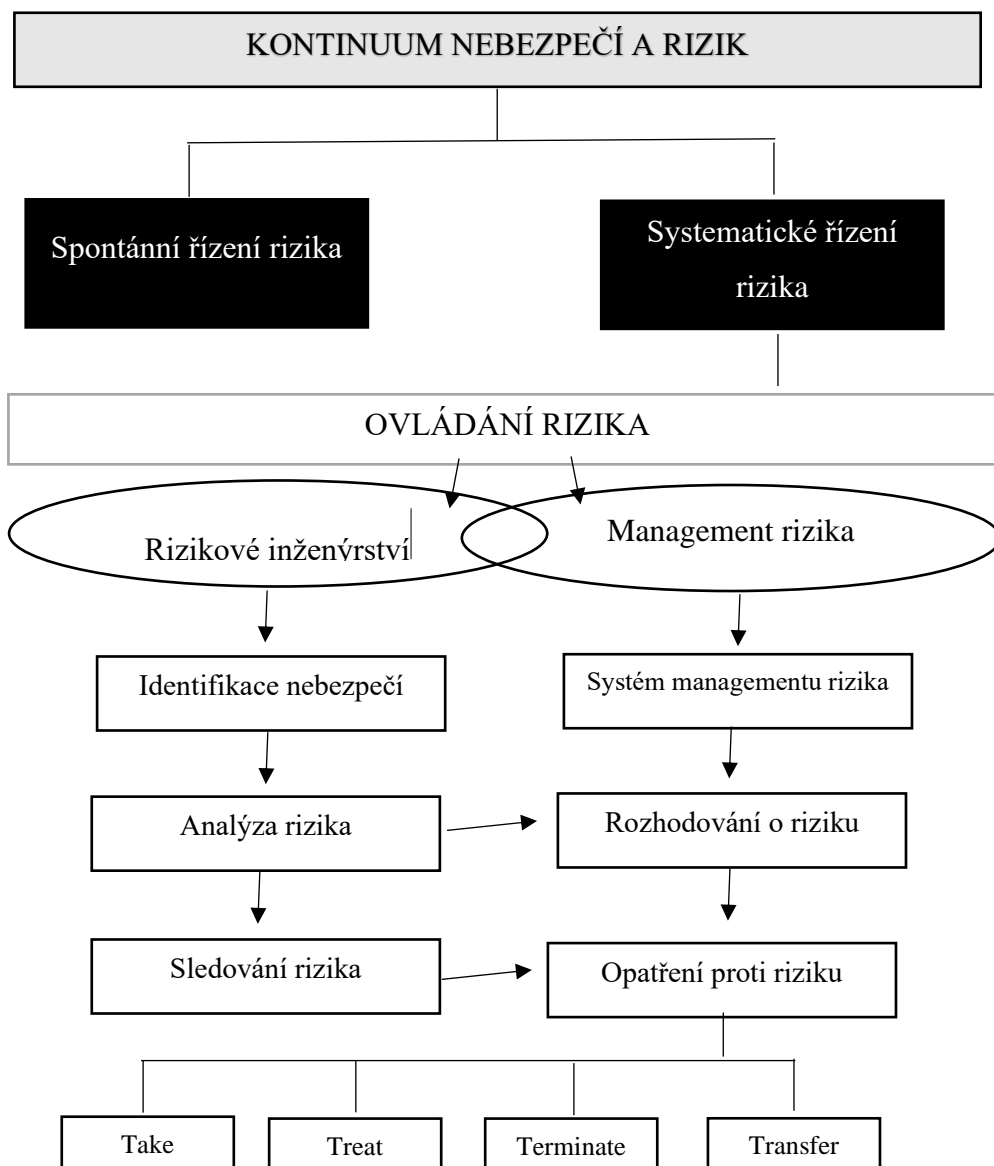 KONTINUUM NEBEZPEČÍ A RIZIK
Spontánní řízení rizika
Systematické řízení
rizika
OVLÁDÁNÍ RIZIKA
Rizikové inženýrství
Management rizika
Identifikace nebezpečí
Systém managementu rizika
Analýza rizika
Rozhodování o riziku
Sledování rizika
Opatření proti riziku
Take
Treat
Terminate
Transfer